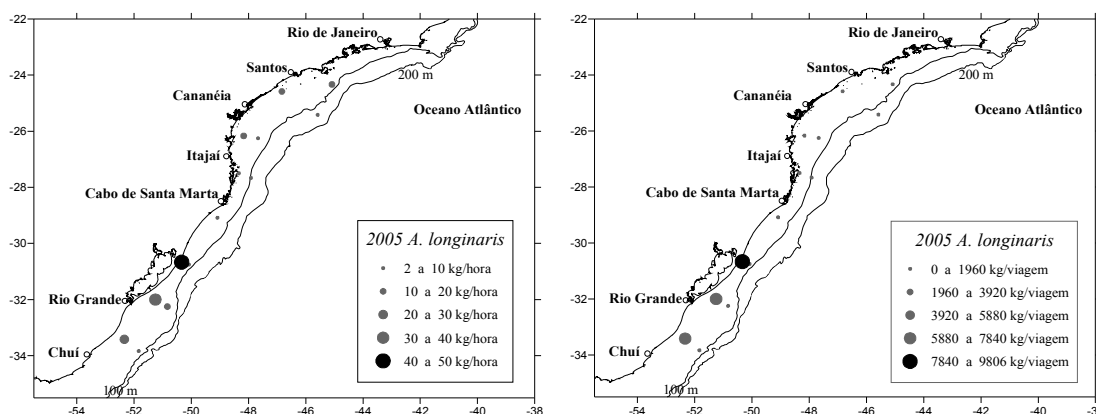 -22
-24
-26
-28
-30
-32
-34
-54
-52
-50
-48
-46
-44
-42
-40
-38
Rio de Janeiro
Santos
Cananéia
Itajaí
Cabo de Santa Marta
Rio Grande
Chuí
200 m
100 m
Oceano Atlântico
2005 A. longinaris
2 a 10 kg/hora
10 a 20 kg/hora
20 a 30 kg/hora
30 a 40 kg/hora
40 a 50 kg/hora
-22
-24
-26
-28
-30
-32
-34
-54
-52
-50
-48
-46
-44
-42
-40
-38
Rio de Janeiro
Santos
Cananéia
Itajaí
Cabo de Santa Marta
Rio Grande
Chuí
200 m
100 m
Oceano Atlântico
2005 A. longinaris
0 a 1960 kg/viagem
1960 a 3920 kg/viagem
3920 a 5880 kg/viagem
5880 a 7840 kg/viagem
7840 a 9806 kg/viagem